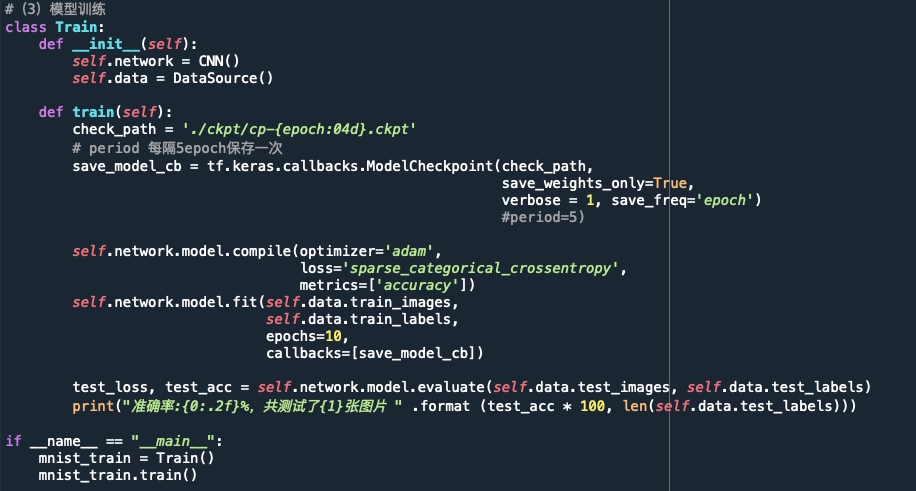 # （3）模型训练
class Train:
    def __init__(self):
        self.network = CNN()
        self.data = DataSource()

    def train(self):
        check_path = './ckpt/cp-{epoch:04d}.ckpt'
        # period 每隔5epoch保存一次
        save_model_cb = tf.keras.callbacks.ModelCheckpoint(check_path,
                                                           save_weights_only=True,
                                                           verbose = 1, save_freq='epoch')
                                                           #period=5)

        self.network.model.compile(optimizer='adam',
                                   loss='sparse_categorical_crossentropy',
                                   metrics=['accuracy'])
        self.network.model.fit(self.data.train_images,
                               self.data.train_labels,
                               epochs=10,
                               callbacks=[save_model_cb])

        test_loss, test_acc = self.network.model.evaluate(self.data.test_images, self.data.test_labels)
        print("准确率:{0:.2f}%，共测试了{1}张图片 " .format (test_acc * 100, len(self.data.test_labels)))

if __name__ == "__main__":
    mnist_train = Train()
    mnist_train.train()